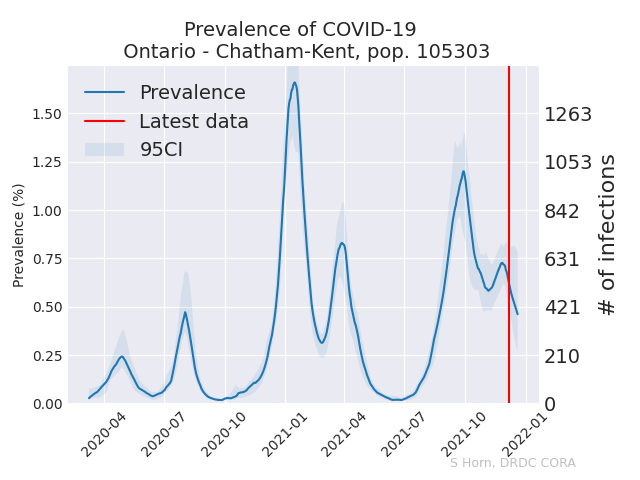 Prevalence of COVID-19
Ontario - Chatham-Kent, pop. 105303
Prevalence
Latest data
95CI
Prevalence (%)
1.50
1.25
1.00
0.75
0.50
0.25
0.00
1263
1053
842
631
421
210
0
# of infections
2020-04
2020-07
2020-10
2021-01
2021-04
2021-07
2021-10
2022-01
S Horn, DRDC CORA